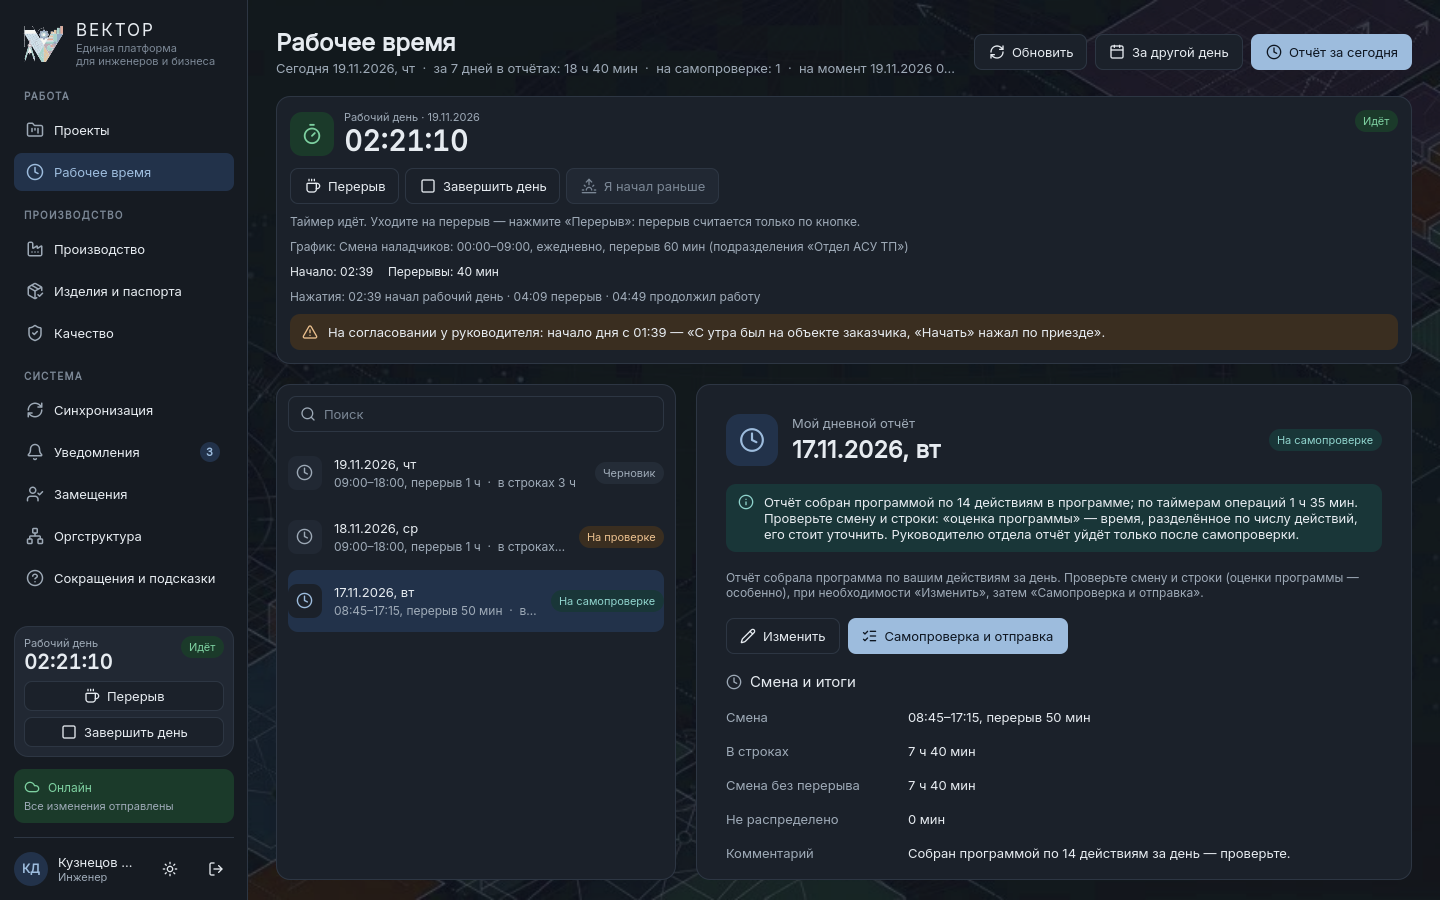 ВЕКТОР
Единая платформа
для инженеров и бизнеса
РАБОТА
Проекты
Рабочее время
ПРОИЗВОДСТВО
Производство
Изделия и паспорта
Качество
СИСТЕМА
Синхронизация
Уведомления 3
Замещения
Оргструктура
Сокращения и подсказки
Рабочий день
Идёт
02:21:10
Перерыв
Завершить день
Онлайн
Все изменения отправлены
КД
Кузнецов ...
Инженер
Рабочее время
Сегодня 19.11.2026, чт · за 7 дней в отчётах: 18 ч 40 мин · на самопроверке: 1 · на момент 19.11.2026 0...
Обновить
За другой день
Отчёт за сегодня
Рабочий день · 19.11.2026
02:21:10
Идёт
Перерыв
Завершить день
Я начал раньше
Таймер идёт. Уходите на перерыв — нажмите «Перерыв»: перерыв считается только по кнопке.
График: Смена наладчиков: 00:00–09:00, ежедневно, перерыв 60 мин (подразделения «Отдел АСУ ТП»)
Начало: 02:39 Перерывы: 40 мин
Нажатия: 02:39 начал рабочий день · 04:09 перерыв · 04:49 продолжил работу
На согласовании у руководителя: начало дня с 01:39 — «С утра был на объекте заказчика, «Начать» нажал по приезде».
Поиск
19.11.2026, чт
09:00–18:00, перерыв 1 ч · в строках 3 ч
Черновик
18.11.2026, ср
09:00–18:00, перерыв 1 ч · в строках...
На проверке
17.11.2026, вт
08:45–17:15, перерыв 50 мин · в...
На самопроверке
Мой дневной отчёт
17.11.2026, вт
На самопроверке
Отчёт собран программой по 14 действиям в программе; по таймерам операций 1 ч 35 мин.
Проверьте смену и строки: «оценка программы» — время, разделённое по числу действий,
его стоит уточнить. Руководителю отдела отчёт уйдёт только после самопроверки.
Отчёт собрала программа по вашим действиям за день. Проверьте смену и строки (оценки программы —
особенно), при необходимости «Изменить», затем «Самопроверка и отправка».
Изменить
Самопроверка и отправка
Смена и итоги
Смена 08:45–17:15, перерыв 50 мин
В строках 7 ч 40 мин
Смена без перерыва 7 ч 40 мин
Не распределено 0 мин
Комментарий Собран программой по 14 действиям за день — проверьте.